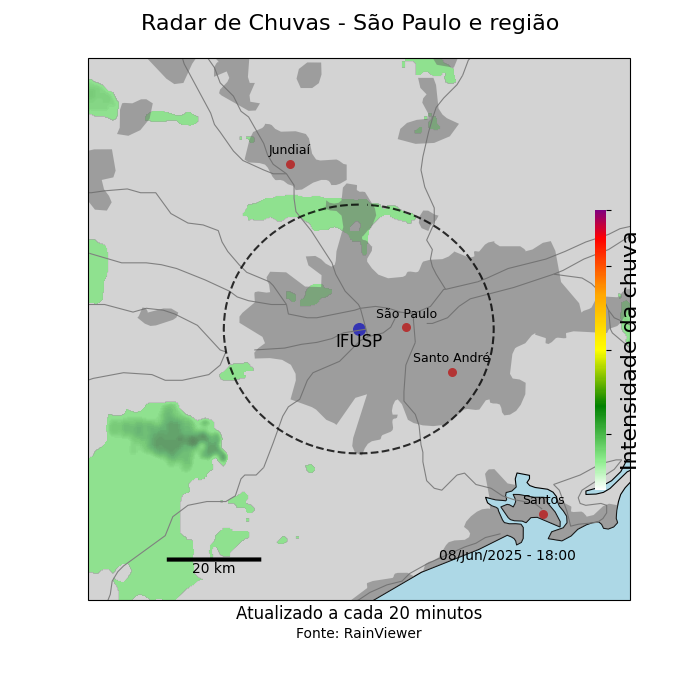 Radar de Chuvas - São Paulo e região
Jundiaí
São Paulo
IFUSP
Santo André
Intensidade da chuva
Santos
08/Jun/2025 - 18:00
20 km
Atualizado a cada 20 minutos
Fonte: RainViewer